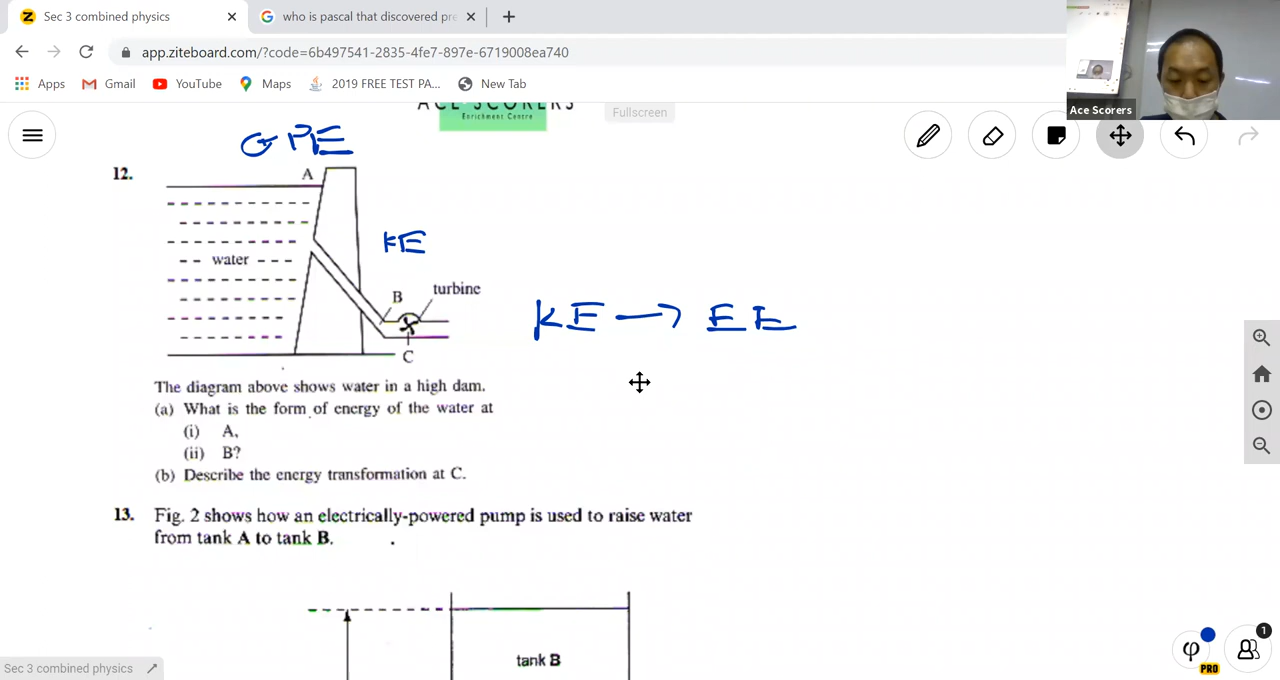 Sec 3 combined physics
who is pascal that discovered pre
app.ziteboard.com/?code=6b497541-2835-4fe7-897e-6719008ea740
Apps
Gmail
YouTube
Maps
2019 FREE TEST PA...
New Tab
Ace Scorers
ACE SCORERS
Enrichment Centre
Fullscreen
GPE
12.
A
water
KE
B
turbine
C
KE → EE
The diagram above shows water in a high dam.
(a) What is the form of energy of the water at
(i) A,
(ii) B?
(b) Describe the energy transformation at C.
13. Fig. 2 shows how an electrically-powered pump is used to raise water
from tank A to tank B.
tank B
Sec 3 combined physics
φ
PRO
1